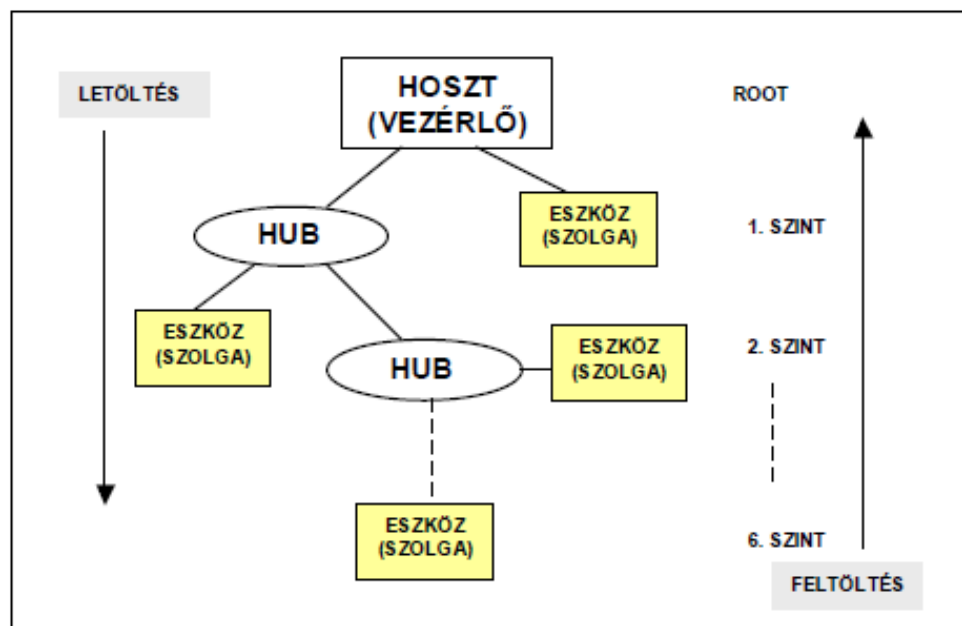 LETÖLTÉS
HOSZT
(VEZÉRLŐ)
ROOT
HUB
ESZKÖZ
(SZOLGA)
1. SZINT
ESZKÖZ
(SZOLGA)
HUB
ESZKÖZ
(SZOLGA)
2. SZINT
ESZKÖZ
(SZOLGA)
6. SZINT
FELTÖLTÉS